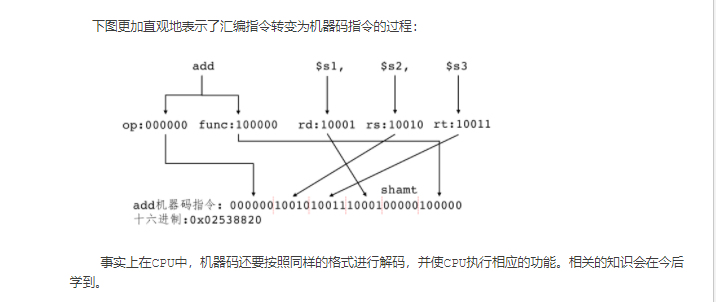 下图更加直观地表示了汇编指令转变为机器码指令的过程：
add $s1, $s2, $s3
op:000000 func:100000 rd:10001 rs:10010 rt:10011
shamt
add机器码指令：00000010010100111000100000100000
十六进制:0x02538820
事实上在CPU中，机器码还要按照同样的格式进行解码，并使CPU执行相应的功能。相关的知识会在今后
学到。